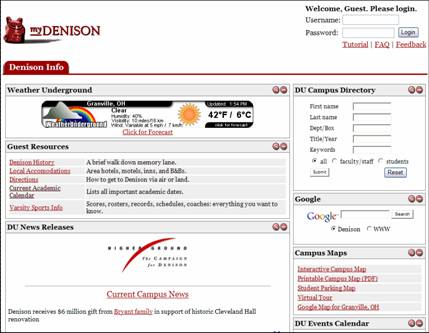 Welcome, Guest. Please login.
Username:
Password: Login
Tutorial | FAQ | Feedback
myDENISON
Denison Info
Weather Underground
Granville, OH
Updated: 1:54 PM
Clear
Humidity: 40%
Visibility: 10 miles/16 km
Wind: Variable at 5 mph / 7 kmh
42°F / 6°C
WeatherUnderground
click for forecast
Click for Forecast
Guest Resources
Denison History A brief walk down memory lane.
Local Accomodations Area hotels, motels, inns, and B&Bs.
Directions How to get to Denison via air or land.
Current Academic Calendar Lists all important academic dates.
Varsity Sports Info Scores, rosters, records, schedules, coaches: everything you want to know.
DU News Releases
HIGHER GROUND
THE CAMPAIGN
for DENISON
Current Campus News
Denison receives $6 million gift from Bryant family in support of historic Cleveland Hall
renovation
DU Campus Directory
First name
Last name
Dept/Box
Title/Year
Keywords
all faculty/staff students
Submit Reset
Google
Google Search
Denison WWW
Campus Maps
Interactive Campus Map
Printable Campus Map (PDF)
Student Parking Map
Virtual Tour
Google Map for Granville, OH
DU Events Calendar